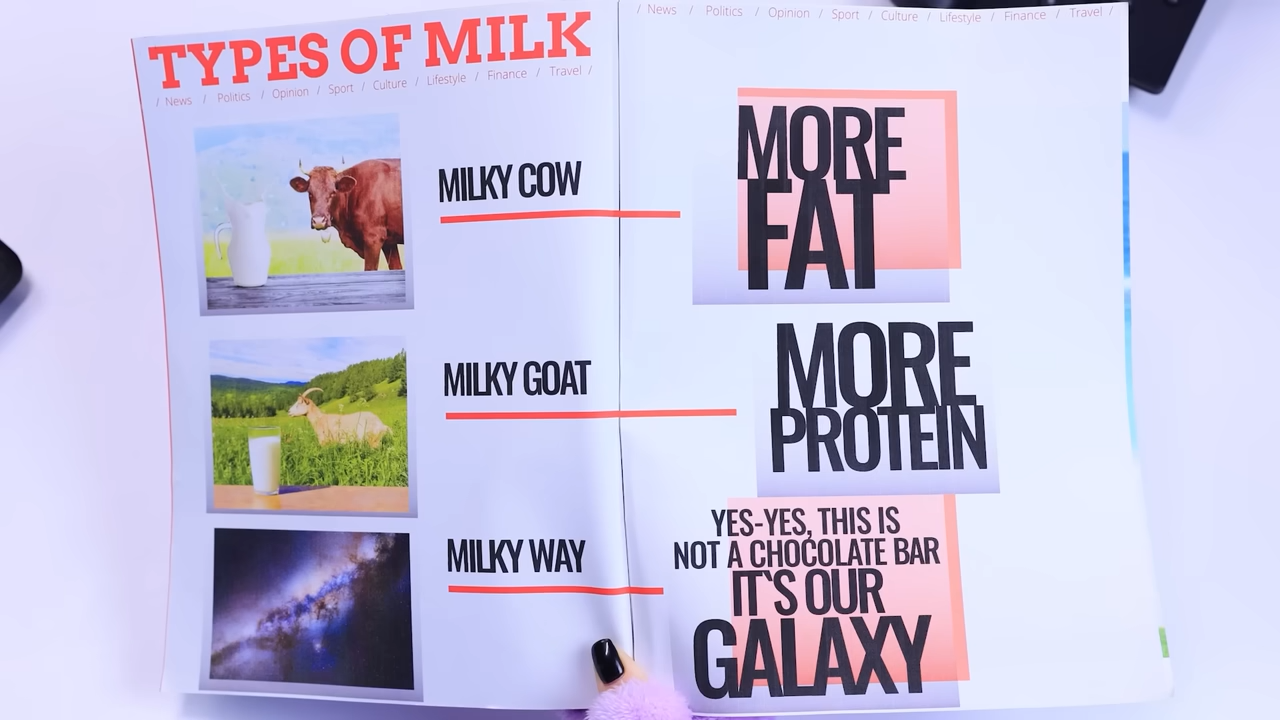 TYPES OF MILK
/ News / Politics / Opinion / Sport / Culture / Lifestyle / Finance / Travel /
MILKY COW
MILKY GOAT
MILKY WAY
/ News / Politics / Opinion / Sport / Culture / Lifestyle / Finance / Travel /
MORE
FAT
MORE
PROTEIN
YES-YES, THIS IS
NOT A CHOCOLATE BAR
IT'S OUR
GALAXY